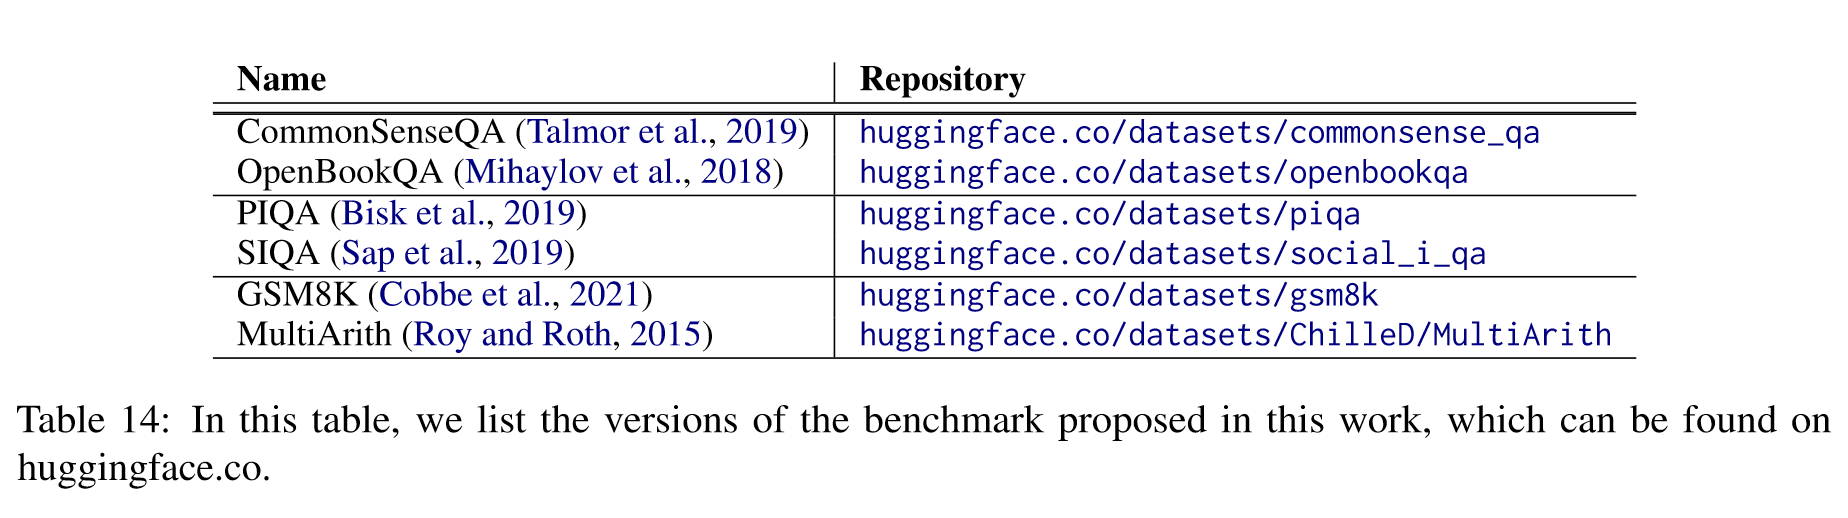 Name Repository
CommonSenseQA (Talmor et al., 2019) huggingface.co/datasets/commonsense_qa
OpenBookQA (Mihaylov et al., 2018) huggingface.co/datasets/openbookqa
PIQA (Bisk et al., 2019) huggingface.co/datasets/piqa
SIQA (Sap et al., 2019) huggingface.co/datasets/social_i_qa
GSM8K (Cobbe et al., 2021) huggingface.co/datasets/gsm8k
MultiArith (Roy and Roth, 2015) huggingface.co/datasets/ChilleD/MultiArith
Table 14: In this table, we list the versions of the benchmark proposed in this work, which can be found on
huggingface.co.